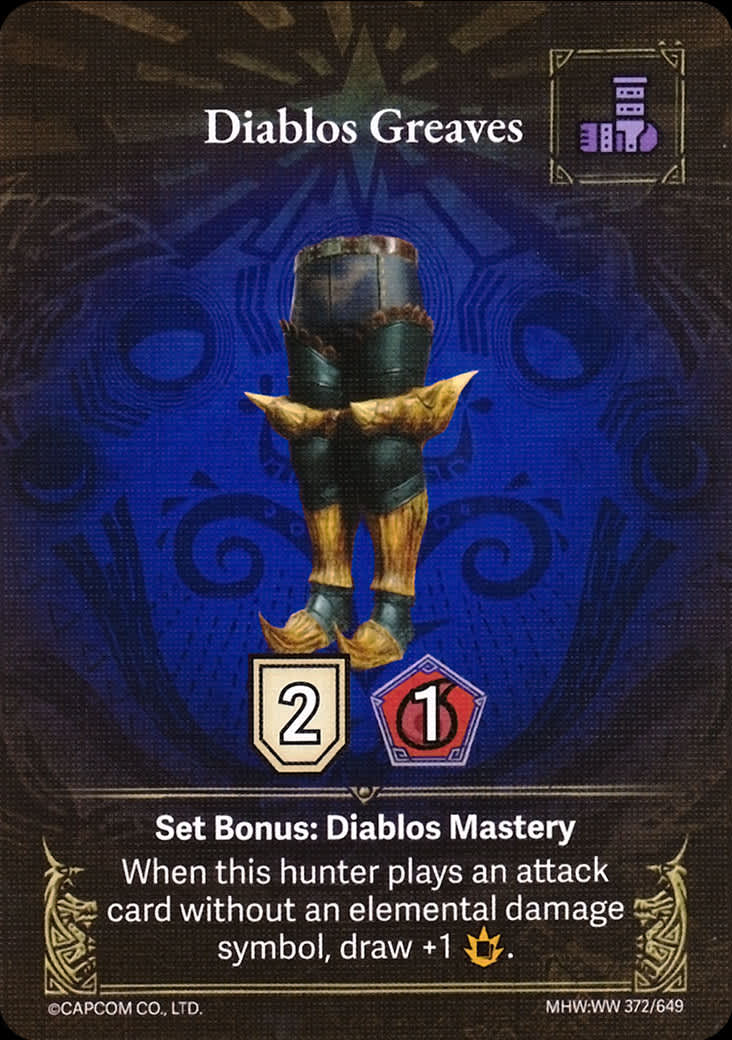 Diablos Greaves
2
1
Set Bonus: Diablos Mastery
When this hunter plays an attack
card without an elemental damage
symbol, draw +1 .
©CAPCOM CO., LTD.
MHW:WW 372/649